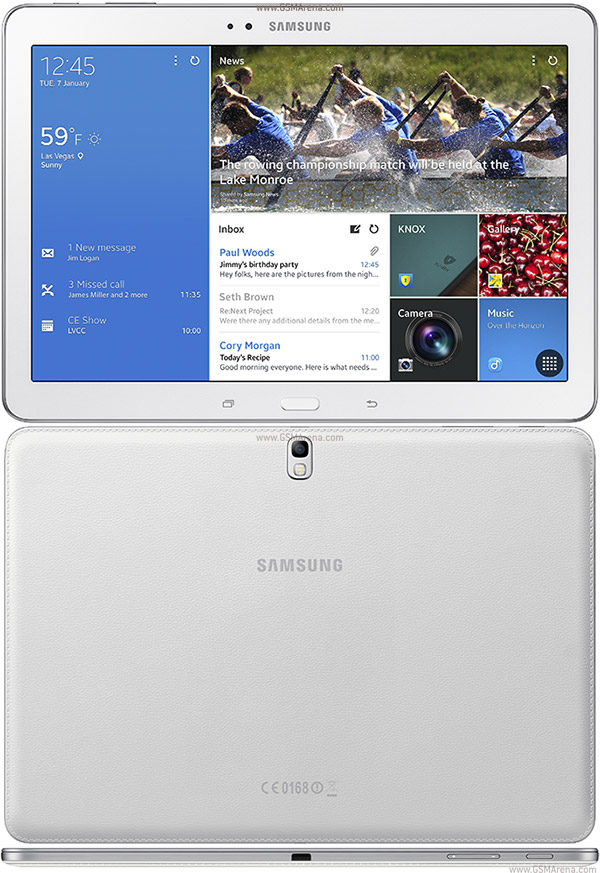 www.GSMArena.com
SAMSUNG
12:45
TUE. 7 January
59°F
Las Vegas
Sunny
1 New message
Jim Logan
3 Missed call
James Miller and 2 more 11:35
CE Show
LVCC 10:00
News
The rowing championship match will be held at the
Lake Monroe
Shared by Samsung News
Inbox
Paul Woods
Jimmy's birthday party 12:45
Hey folks, here are the pictures from the nigh...
Seth Brown
Re:Next Project 12:20
Were there any additional details from the me...
Cory Morgan
Today's Recipe 11:00
Good morning everyone. Here is what needs ...
KNOX
Gallery
Camera
Music
Over the Horizon
www.GSMArena.com
SAMSUNG
CE0168
www.GSMArena.com